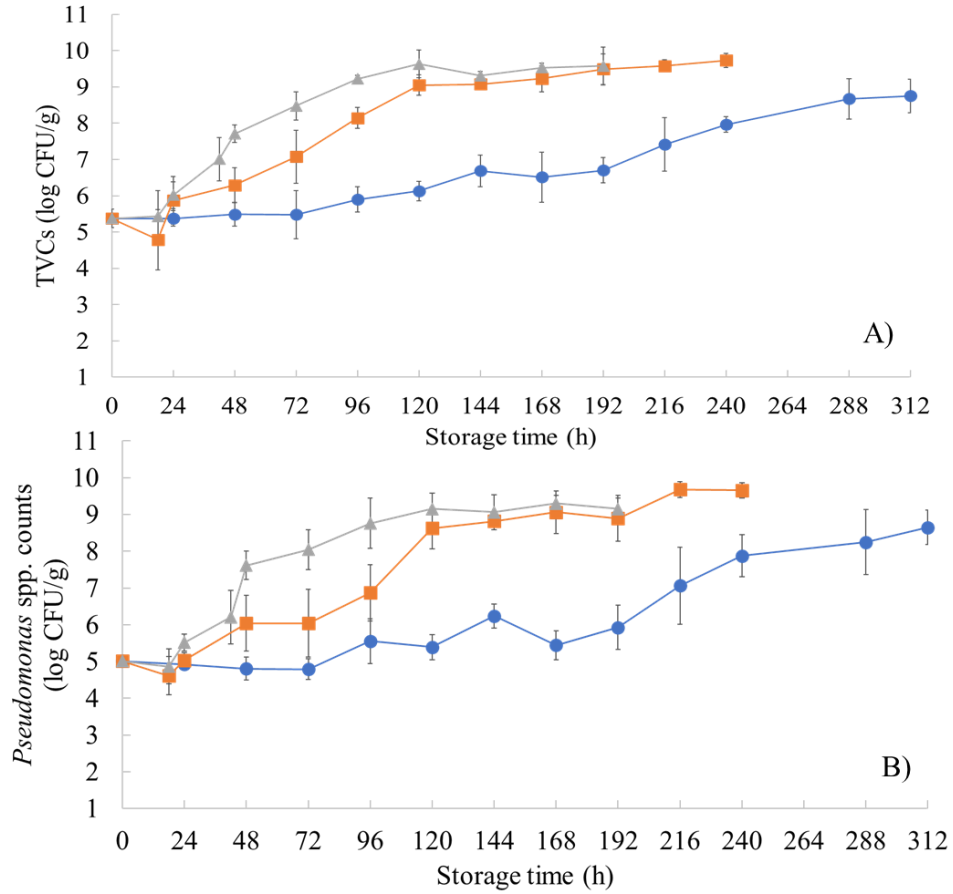 11
10
9
8
7
6
5
4
3
2
1
TVCs (log CFU/g)
A)
0 24 48 72 96 120 144 168 192 216 240 264 288 312
Storage time (h)
11
10
9
8
7
6
5
4
3
2
1
Pseudomonas spp. counts
(log CFU/g)
B)
0 24 48 72 96 120 144 168 192 216 240 264 288 312
Storage time (h)